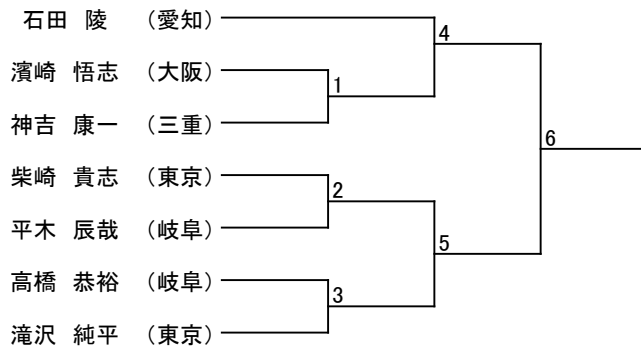 石田 陵 （愛知）
4
濱崎 悟志 （大阪）
1
神吉 康一 （三重）
6
柴崎 貴志 （東京）
2
平木 辰哉 （岐阜）
5
高橋 恭裕 （岐阜）
3
滝沢 純平 （東京）